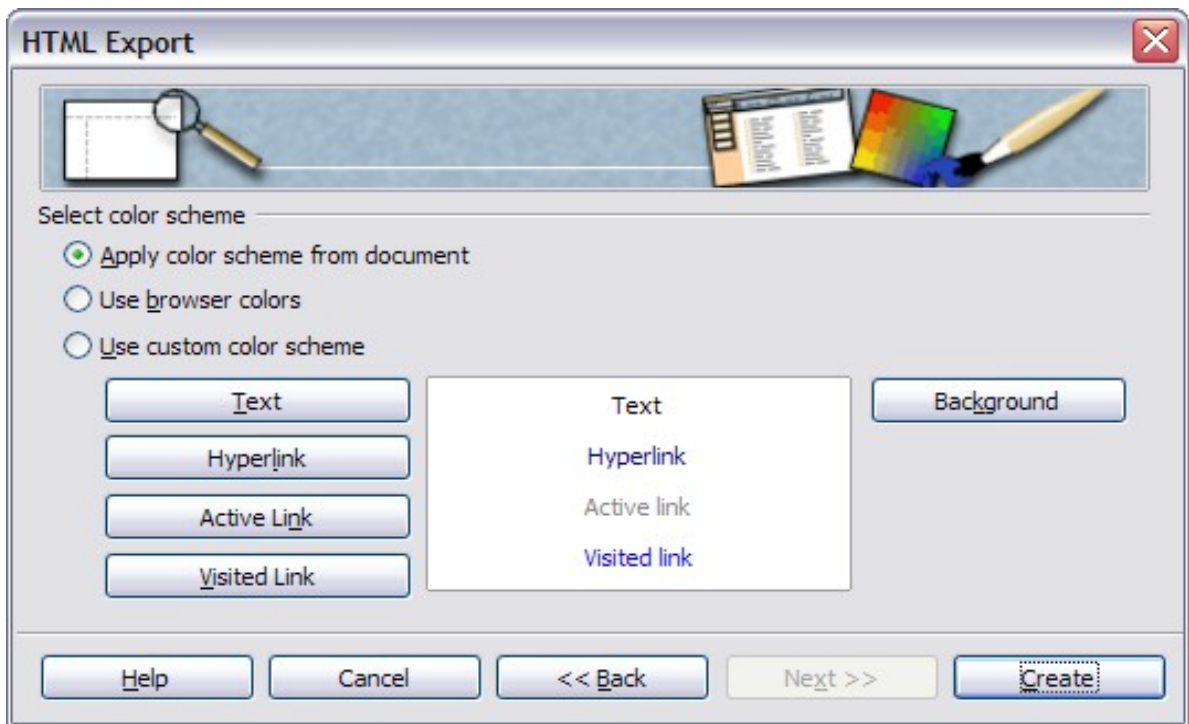 HTML Export
Select color scheme
Apply color scheme from document
Use browser colors
Use custom color scheme
Text
Text
Background
Hyperlink
Hyperlink
Active Link
Active link
Visited Link
Visited link
Help
Cancel
<< Back
Next >>
Create